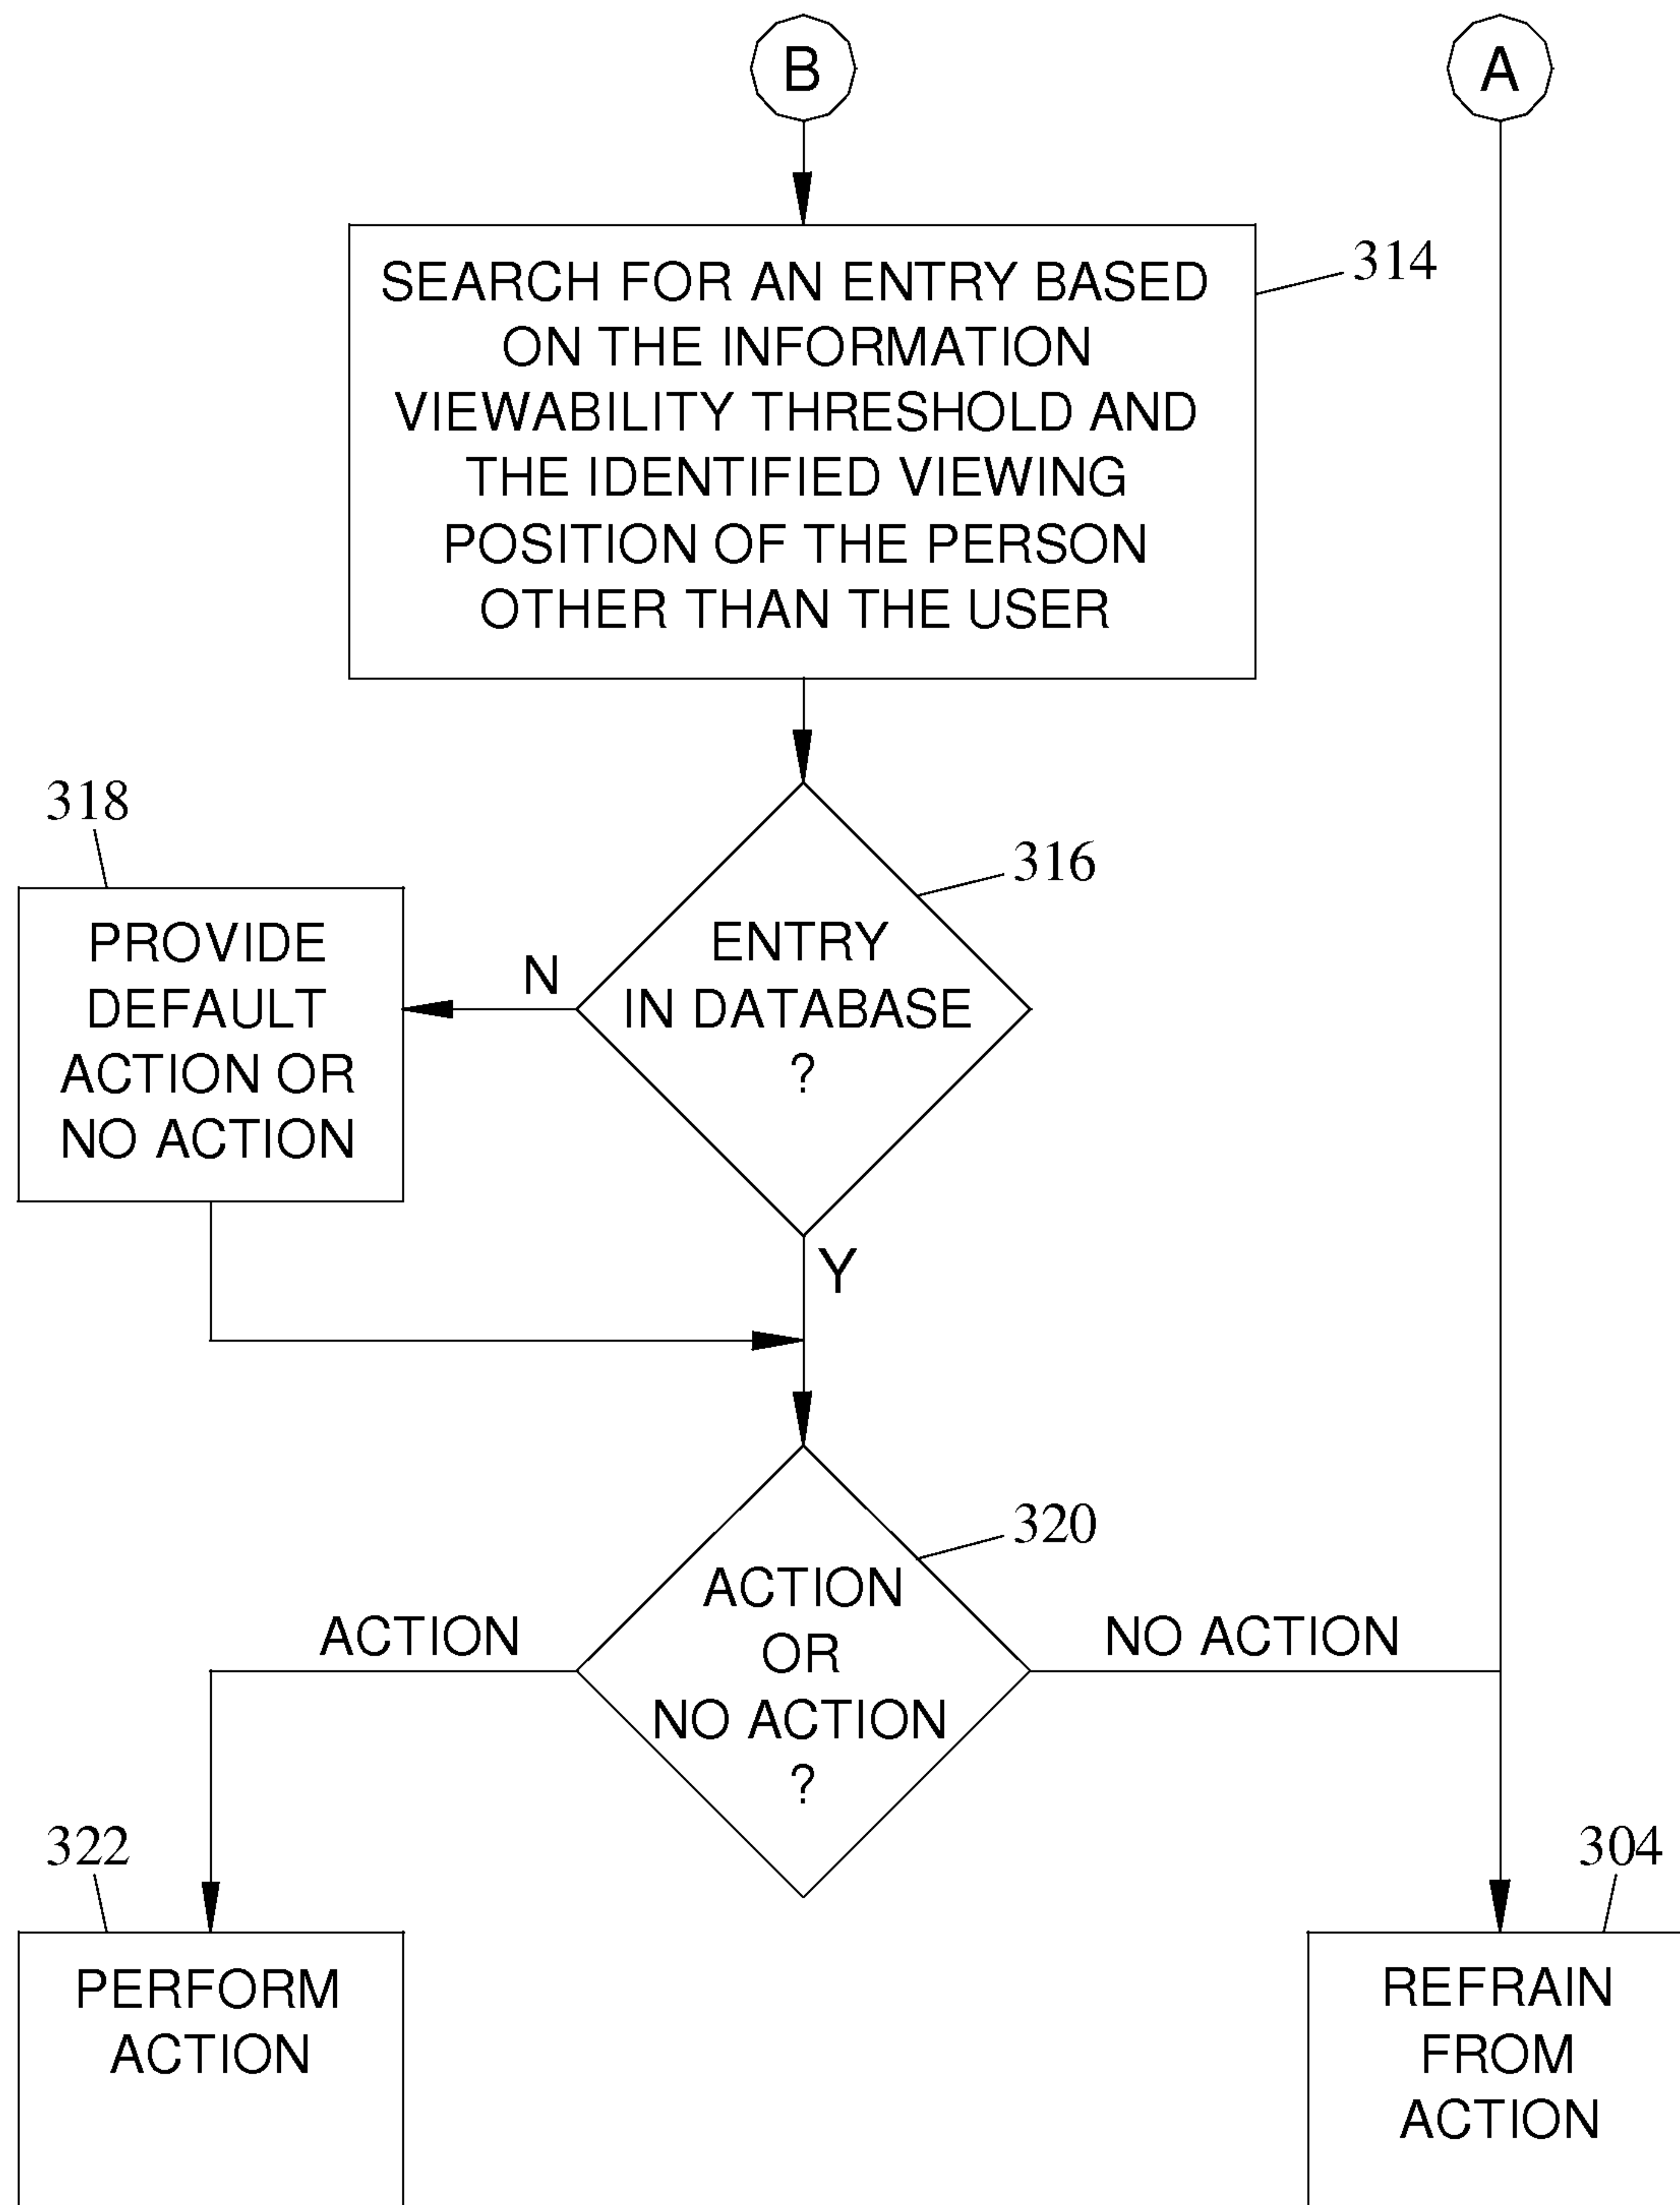 B
A
SEARCH FOR AN ENTRY BASED
ON THE INFORMATION
VIEWABILITY THRESHOLD AND
THE IDENTIFIED VIEWING
POSITION OF THE PERSON
OTHER THAN THE USER
314
318
316
PROVIDE
DEFAULT
ACTION OR
NO ACTION
N
ENTRY
IN DATABASE
?
Y
320
ACTION
OR
NO ACTION
?
ACTION
NO ACTION
322
304
PERFORM
ACTION
REFRAIN
FROM
ACTION